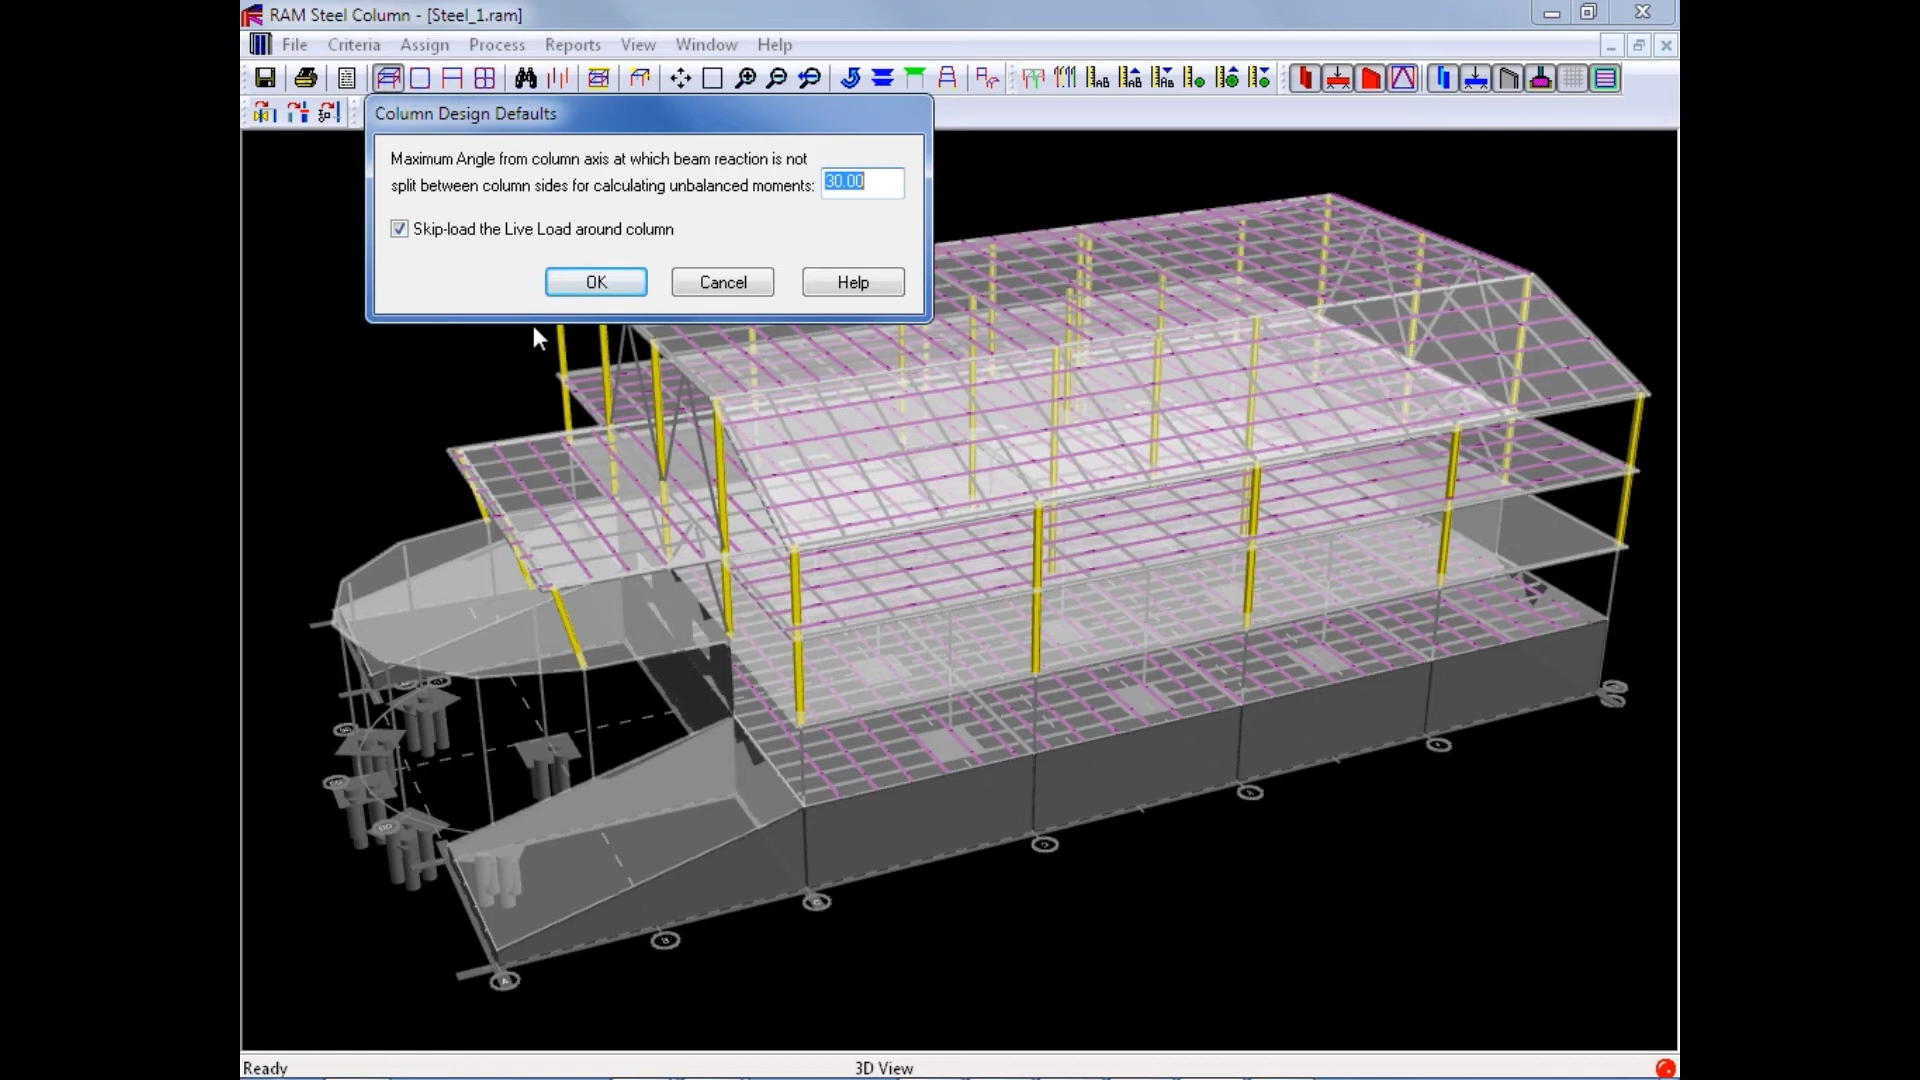 RAM Steel Column - [Steel_1.ram]
File Criteria Assign Process Reports View Window Help
Column Design Defaults
Maximum Angle from column axis at which beam reaction is not
split between column sides for calculating unbalanced moments: 30.00
Skip-load the Live Load around column
OK Cancel Help
Ready 3D View